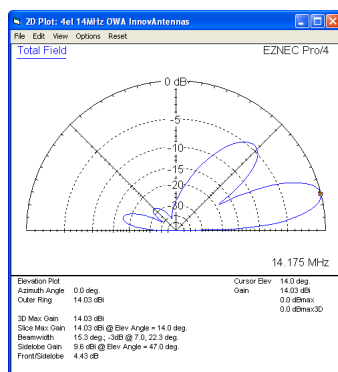 2D Plot: 4el 14MHz OWA InnovAntennas
File Edit View Options Reset
Total Field EZNEC Pro/4
0 dB
-5
-10
-15
-20
-30
14.175 MHz
Elevation Plot Cursor Elev 14.0 deg.
Azimuth Angle 0.0 deg. Gain 14.03 dBi
Outer Ring 14.03 dBi 0.0 dBmax
0.0 dBmax3D
3D Max Gain 14.03 dBi
Slice Max Gain 14.03 dBi @ Elev Angle = 14.0 deg.
Beamwidth 15.3 deg.; -3dB @ 7.0, 22.3 deg.
Sidelobe Gain 9.6 dBi @ Elev Angle = 47.0 deg.
Front/Sidelobe 4.43 dB